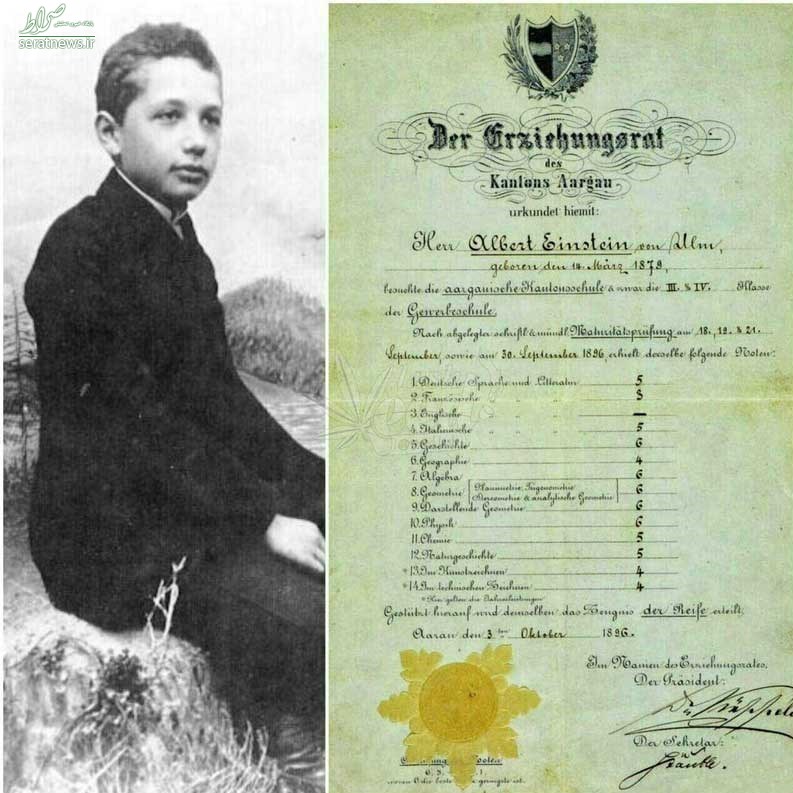 صراط
seratnews.ir
Der Erziehungsrat
des
Kantons Aargau
urkundet hiemit:
Herr Albert Einstein von Ulm,
geboren den 14. März 1879,
besuchte die aargauische Kantonsschule & zwar die III. & IV. Klasse
der Gewerbeschule.
Nach abgelegter schriftl. & mündl. Maturitätsprüfung am 18., 19. & 21.
September, sowie am 30. September 1896, erhielt derselbe folgende Noten:
1. Deutsche Sprache und Litteratur 5
2. Französische " " " 3
3. Englische " " " —
4. Italienische " " " 5
5. Geschichte 6
6. Geographie 4
7. Algebra 6
8. Geometrie Planimetrie, Trigonometrie Stereometrie & analytische Geometrie 6
9. Darstellende Geometrie 6
10. Physik 6
11. Chemie 5
12. Naturgeschichte 5
*13. Im Kunstzeichnen 4
*14. Im technischen Zeichnen 4
*Hier gelten die Jahresleistungen
Gestützt hierauf wird demselben das Zeugnis der Reife erteilt.
Aarau den 3ten Oktober 1896.
Im Namen des Erziehungsrates,
Der Präsident:
Der Sekretär: